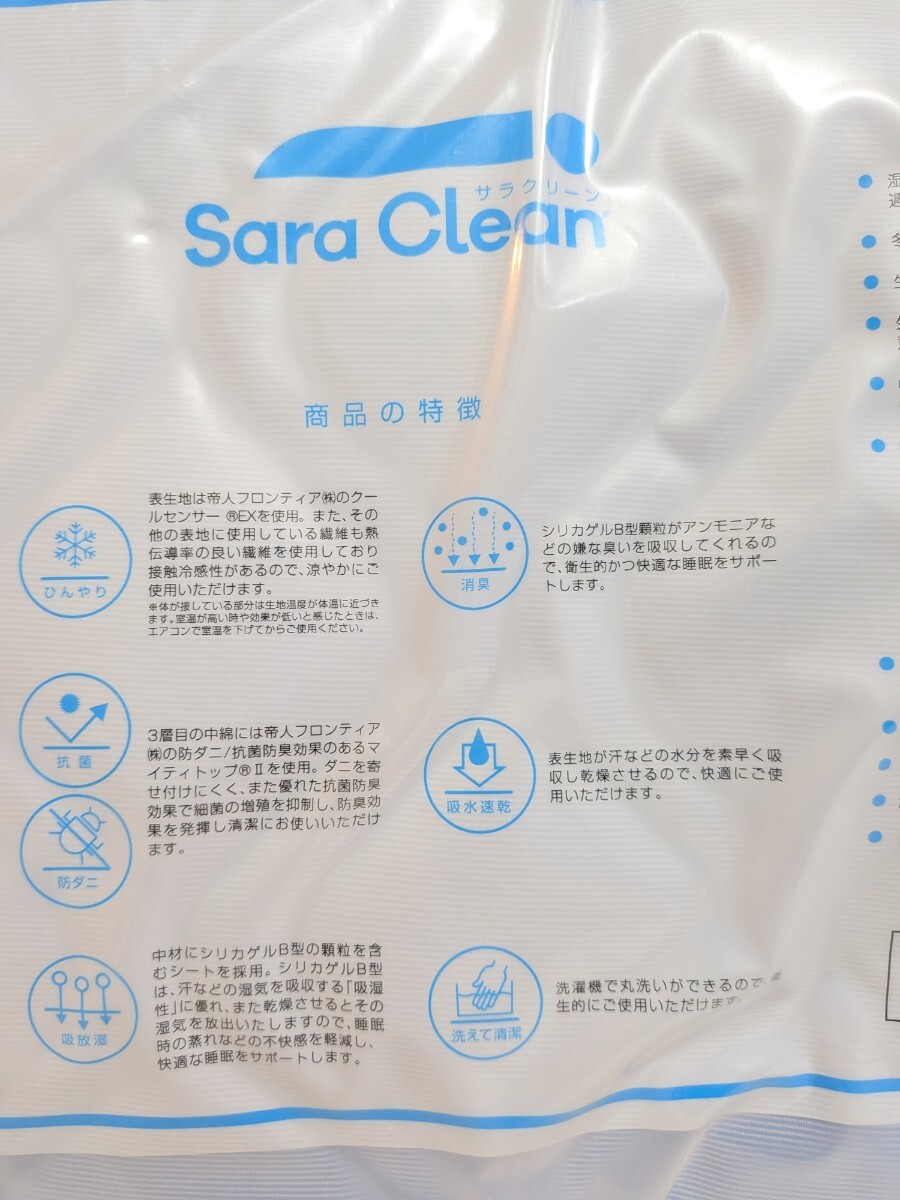 サラクリーン
Sara Clean
商品の特徴
ひんやり
表生地は帝人フロンティア㈱のクー
ルセンサー ®EXを使用。また、その
他の表地に使用している繊維も熱
伝導率の良い繊維を使用しており
接触冷感性があるので、涼やかにご
使用いただけます。
※体が接している部分は生地温度が体温に近づき
ます。室温が高い時や効果が低いと感じたときは、
エアコンで室温を下げてからご使用ください。
消臭
シリカゲルB型顆粒がアンモニアな
どの嫌な臭いを吸収してくれるの
で、衛生的かつ快適な睡眠をサポー
トします。
抗菌
防ダニ
3層目の中綿には帝人フロンティア
㈱の防ダニ/抗菌防臭効果のあるマ
イティトップ®Ⅱを使用。ダニを寄
せ付けにくく、また優れた抗菌防臭
効果で細菌の増殖を抑制し、防臭効
果を発揮し清潔にお使いいただけ
ます。
吸水速乾
表生地が汗などの水分を素早く吸
収し乾燥させるので、快適にご使
用いただけます。
吸放湿
中材にシリカゲルB型の顆粒を含
むシートを採用。シリカゲルB型
は、汗などの湿気を吸収する「吸湿
性」に優れ、また乾燥させるとその
湿気を放出いたしますので、睡眠
時の蒸れなどの不快感を軽減し、
快適な睡眠をサポートします。
洗えて清潔
洗濯機で丸洗いができるので、衛
生的にご使用いただけます。